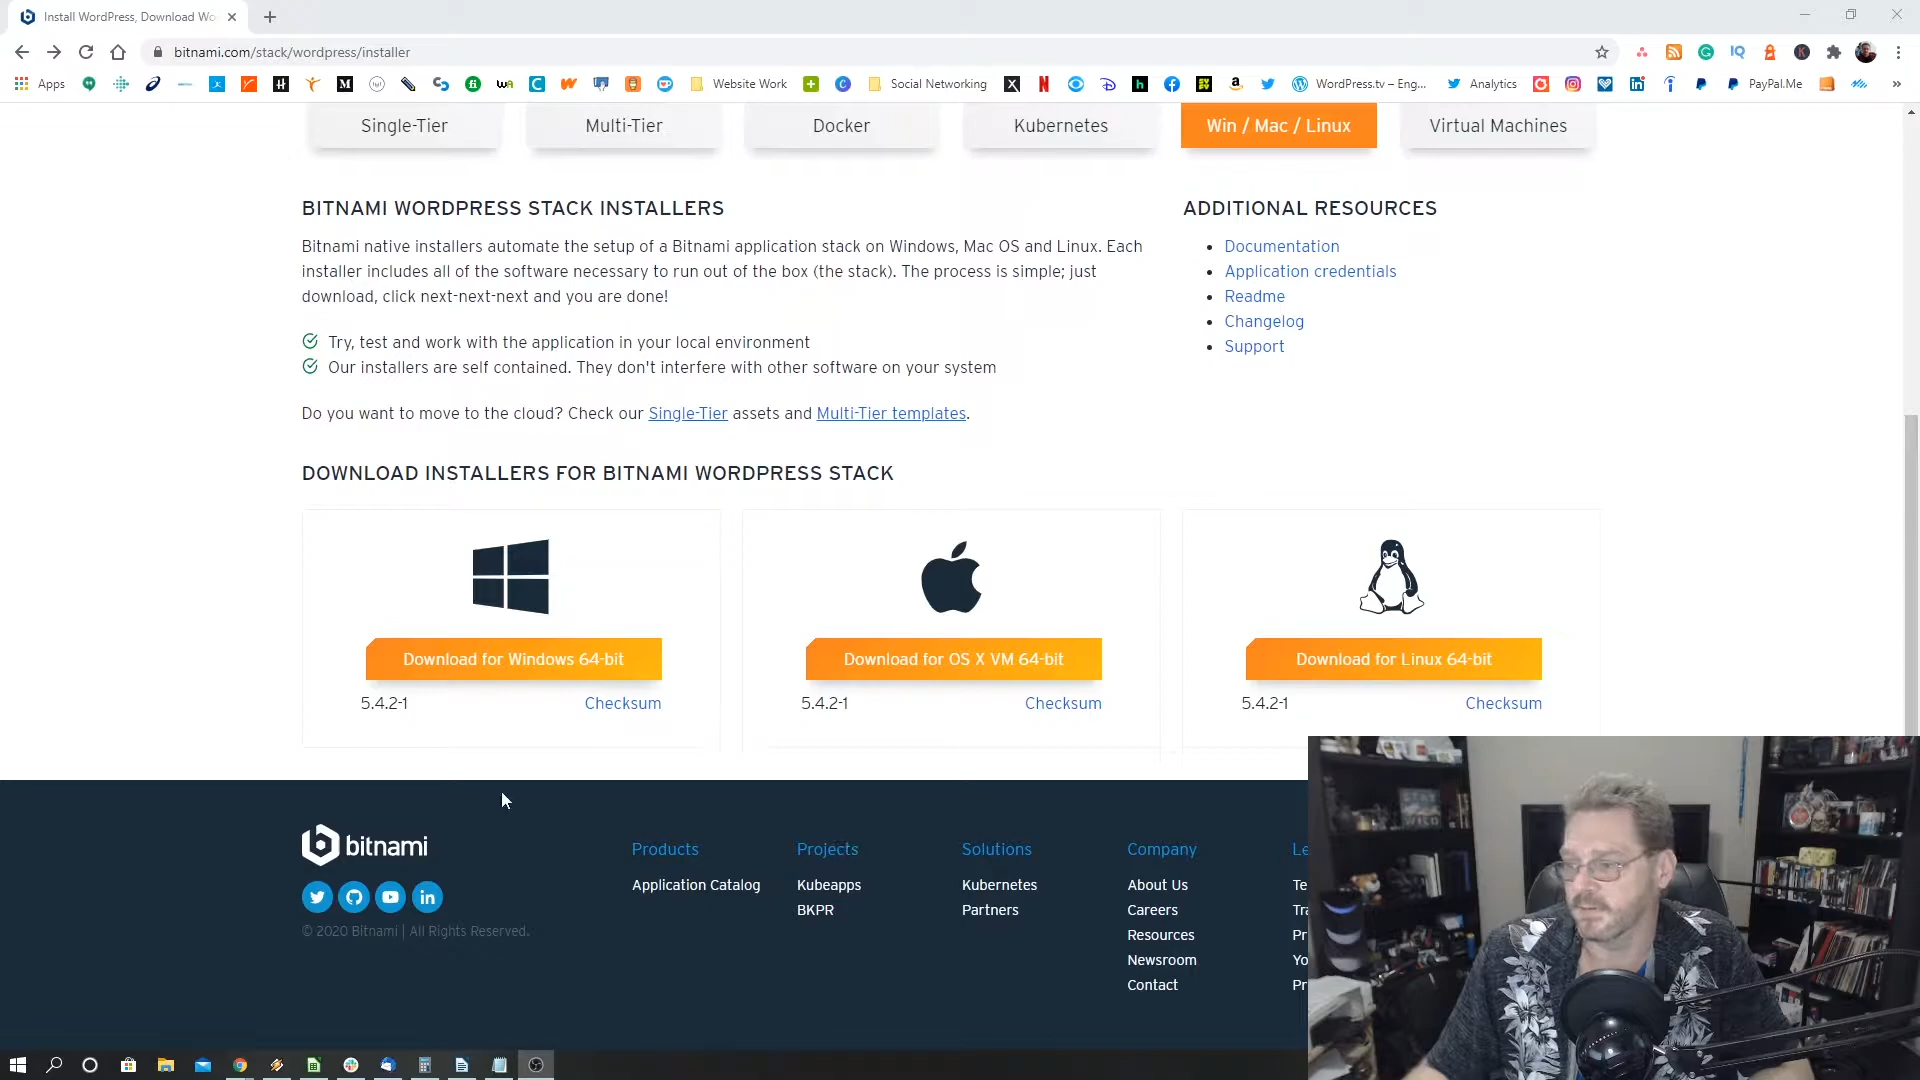 Install WordPress, Download Wo
bitnami.com/stack/wordpress/installer
Apps
Website Work
Social Networking
WordPress.tv – Eng...
Analytics
PayPal.Me
Single-Tier
Multi-Tier
Docker
Kubernetes
Win / Mac / Linux
Virtual Machines
BITNAMI WORDPRESS STACK INSTALLERS
Bitnami native installers automate the setup of a Bitnami application stack on Windows, Mac OS and Linux. Each
installer includes all of the software necessary to run out of the box (the stack). The process is simple; just
download, click next-next-next and you are done!
Try, test and work with the application in your local environment
Our installers are self contained. They don't interfere with other software on your system
Do you want to move to the cloud? Check our Single-Tier assets and Multi-Tier templates.
ADDITIONAL RESOURCES
Documentation
Application credentials
Readme
Changelog
Support
DOWNLOAD INSTALLERS FOR BITNAMI WORDPRESS STACK
Download for Windows 64-bit
5.4.2-1 Checksum
Download for OS X VM 64-bit
5.4.2-1 Checksum
Download for Linux 64-bit
5.4.2-1 Checksum
bitnami
© 2020 Bitnami | All Rights Reserved.
Products
Application Catalog
Projects
Kubeapps
BKPR
Solutions
Kubernetes
Partners
Company
About Us
Careers
Resources
Newsroom
Contact
Le
Te
Tra
Pr
Yo
Pr